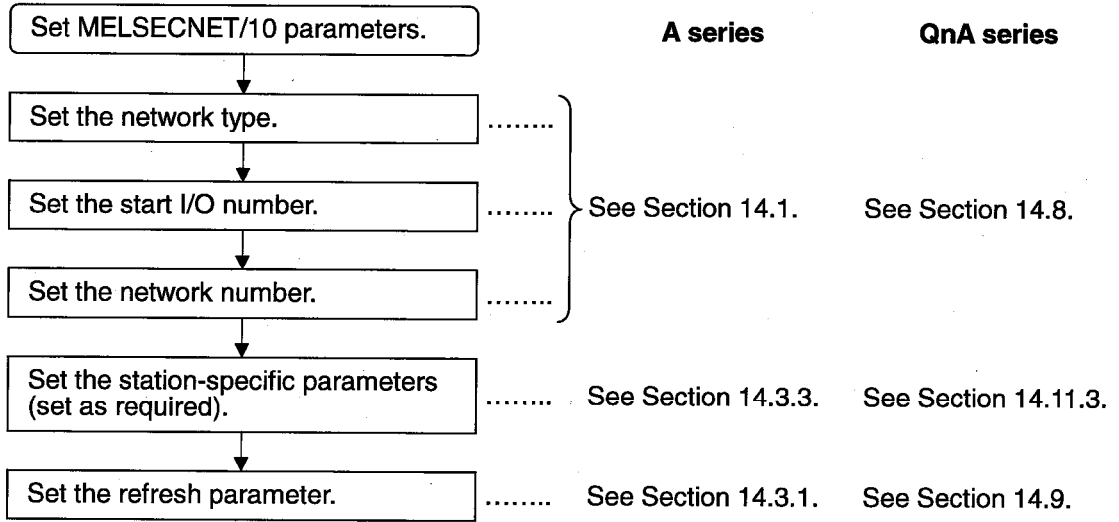 Set MELSECNET/10 parameters.
A series
QnA series
Set the network type.
........
Set the start I/O number.
........
See Section 14.1.
See Section 14.8.
Set the network number.
........
Set the station-specific parameters
(set as required).
........
See Section 14.3.3.
See Section 14.11.3.
Set the refresh parameter.
........
See Section 14.3.1.
See Section 14.9.